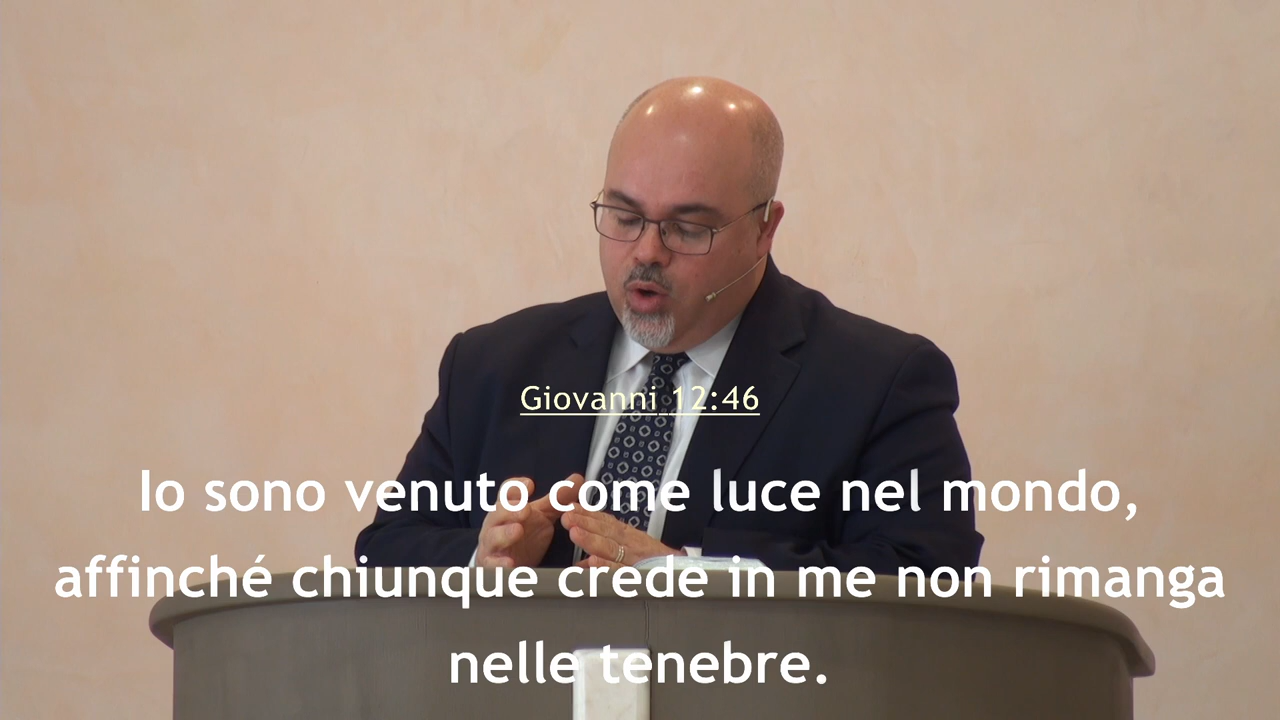 Giovanni 12:46
Io sono venuto come luce nel mondo,
affinché chiunque crede in me non rimanga
nelle tenebre.